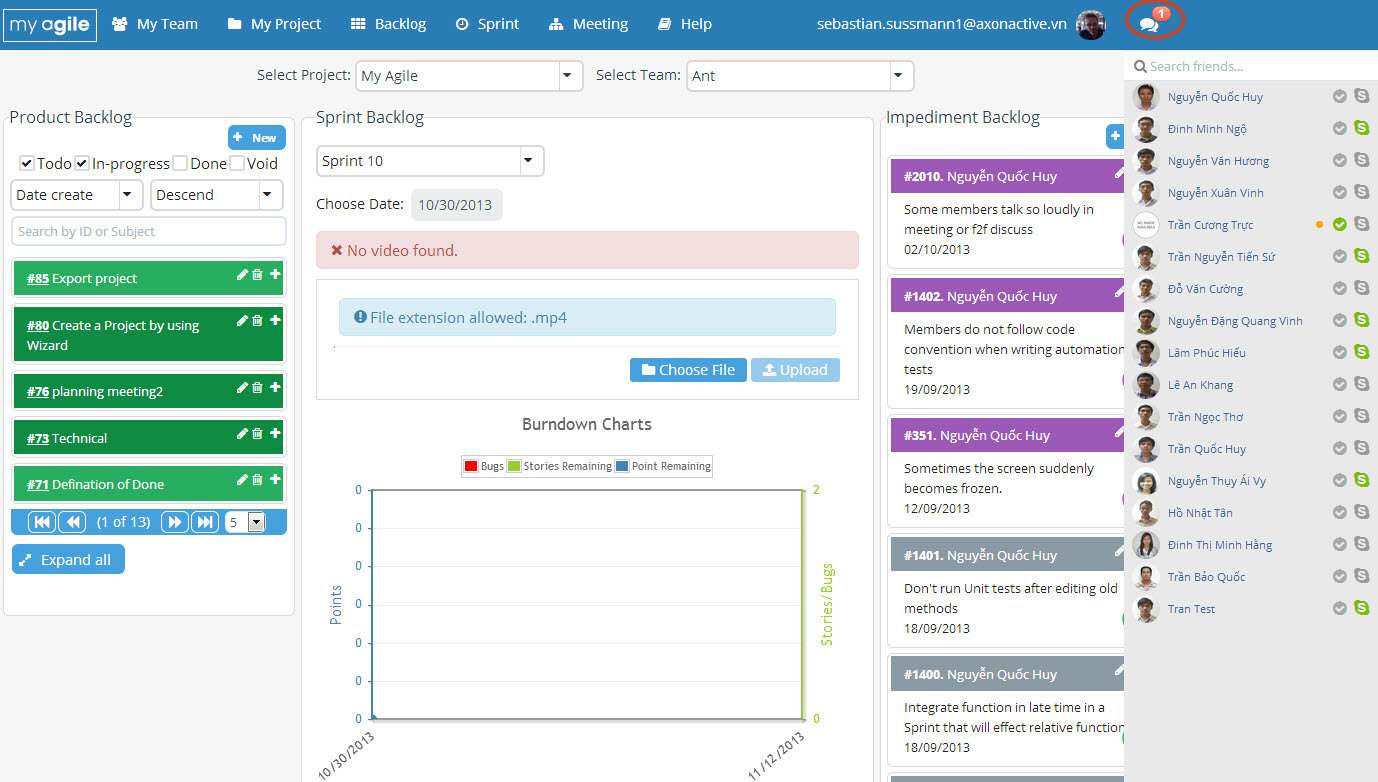 my agile My Team My Project Backlog Sprint Meeting Help sebastian.sussmann1@axonactive.vn 1
Select Project: My Agile Select Team: Ant
Product Backlog
New
Todo In-progress Done Void
Date create Descend
Search by ID or Subject
#85 Export project
#80 Create a Project by using
Wizard
#76 planning meeting2
#73 Technical
#71 Defination of Done
(1 of 13) 5
Expand all
Sprint Backlog
Sprint 10
Choose Date: 10/30/2013
No video found.
File extension allowed: .mp4
Choose File Upload
Burndown Charts
Bugs Stories Remaining Point Remaining
0 2
0
0
0
0
0
0 0
Points
Stories/Bugs
10/30/2013 11/12/2013
Impediment Backlog
#2010. Nguyễn Quốc Huy
Some members talk so loudly in
meeting or f2f discuss
02/10/2013
#1402. Nguyễn Quốc Huy
Members do not follow code
convention when writing automation
tests
19/09/2013
#351. Nguyễn Quốc Huy
Sometimes the screen suddenly
becomes frozen.
12/09/2013
#1401. Nguyễn Quốc Huy
Don't run Unit tests after editing old
methods
18/09/2013
#1400. Nguyễn Quốc Huy
Integrate function in late time in a
Sprint that will effect relative function
18/09/2013
Search friends...
Nguyễn Quốc Huy
Đinh Minh Ngộ
Nguyễn Văn Hương
Nguyễn Xuân Vinh
NO IMAGE
AVAILABLE
Trần Cương Trực
Trần Nguyễn Tiến Sứ
Đỗ Văn Cường
Nguyễn Đặng Quang Vinh
Lâm Phúc Hiếu
Lê An Khang
Trần Ngọc Thơ
Trần Quốc Huy
Nguyễn Thụy Ái Vy
Hồ Nhật Tân
Đinh Thị Minh Hằng
Trần Bảo Quốc
Tran Test